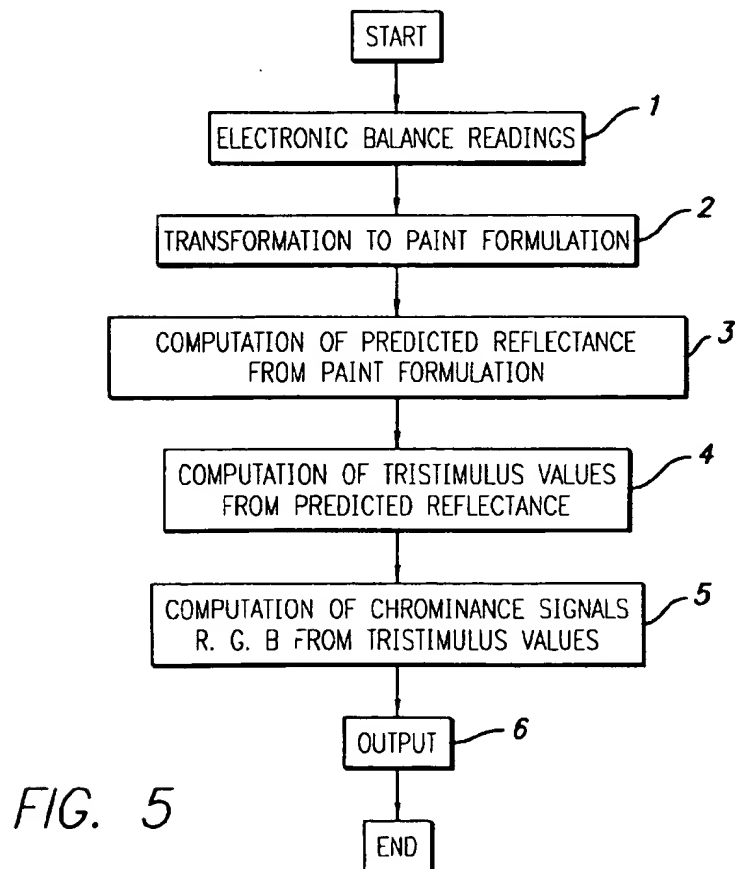 START
1
ELECTRONIC BALANCE READINGS
2
TRANSFORMATION TO PAINT FORMULATION
3
COMPUTATION OF PREDICTED REFLECTANCE
FROM PAINT FORMULATION
4
COMPUTATION OF TRISTIMULUS VALUES
FROM PREDICTED REFLECTANCE
5
COMPUTATION OF CHROMINANCE SIGNALS
R. G. B FROM TRISTIMULUS VALUES
6
OUTPUT
END
FIG. 5